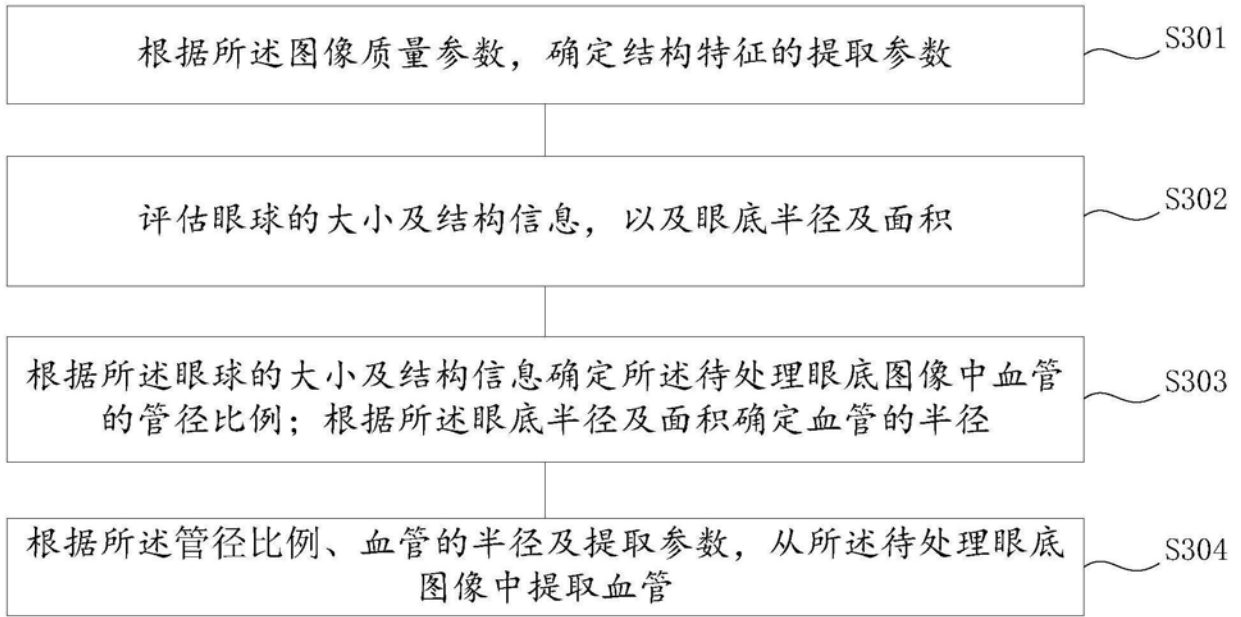 根据所述图像质量参数，确定结构特征的提取参数
S301
评估眼球的大小及结构信息，以及眼底半径及面积
S302
根据所述眼球的大小及结构信息确定所述待处理眼底图像中血管
的管径比例；根据所述眼底半径及面积确定血管的半径
S303
根据所述管径比例、血管的半径及提取参数，从所述待处理眼底
图像中提取血管
S304